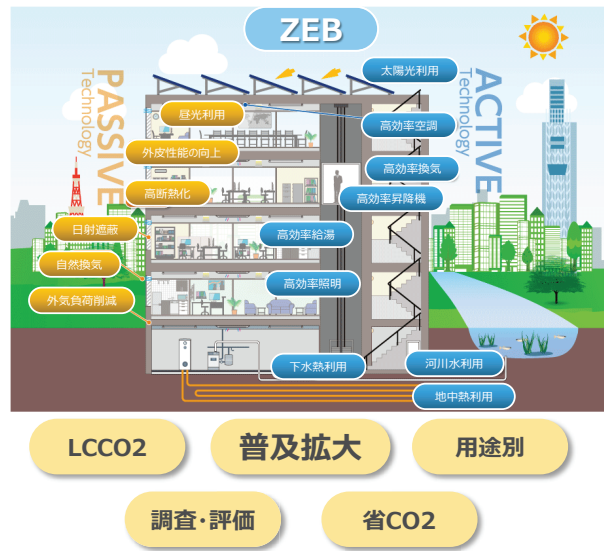 ZEB
PASSIVE
Technology
ACTIVE
Technology
太陽光利用
昼光利用
高効率空調
外皮性能の向上
高効率換気
高断熱化
高効率昇降機
日射遮蔽
高効率給湯
自然換気
高効率照明
外気負荷削減
下水熱利用
河川水利用
地中熱利用
LCCO2
普及拡大
用途別
調査・評価
省CO2